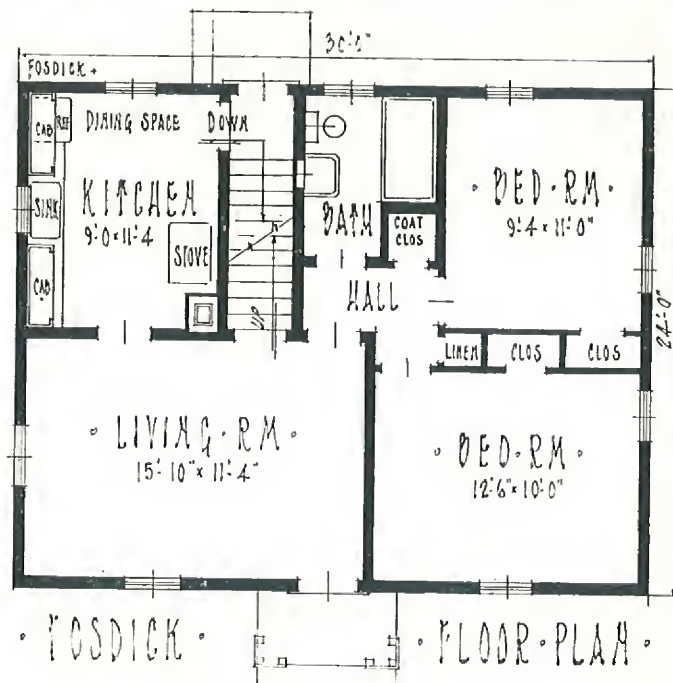 30'-0"
FOSDICK +
CAB
REF
DINING SPACE
DOWN
KITCHEN
9'-0 x 11'-4
SINK
STOVE
CAB
UP
BATH
COAT
CLOS
HALL
· BED · RM ·
9'-4 x 11'-0"
24'-0"
LINEN
CLOS
CLOS
· LIVING · RM ·
15'-10" x 11'-4"
· BED · RM ·
12'-6" x 10'-0"
· FOSDICK ·
· FLOOR · PLAN ·